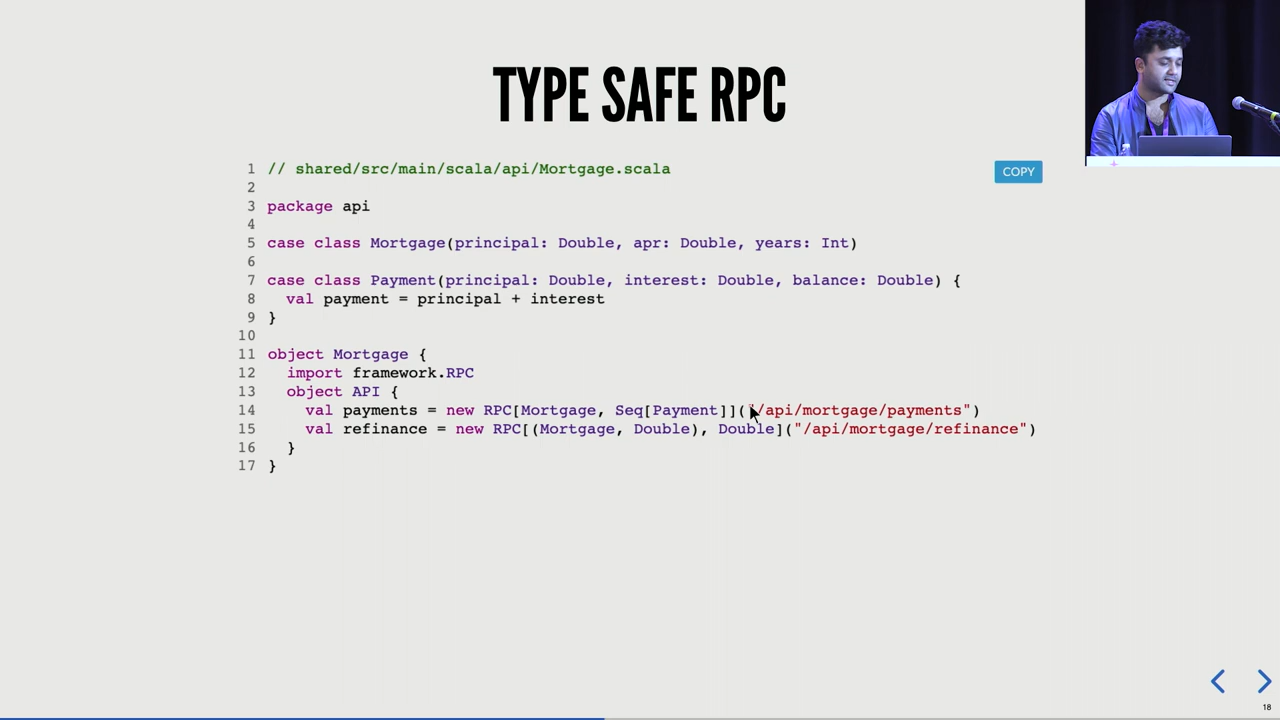 TYPE SAFE RPC
COPY
1 // shared/src/main/scala/api/Mortgage.scala
2
3 package api
4
5 case class Mortgage(principal: Double, apr: Double, years: Int)
6
7 case class Payment(principal: Double, interest: Double, balance: Double) {
8   val payment = principal + interest
9 }
10
11 object Mortgage {
12   import framework.RPC
13   object API {
14     val payments = new RPC[Mortgage, Seq[Payment]]("/api/mortgage/payments")
15     val refinance = new RPC[(Mortgage, Double), Double]("/api/mortgage/refinance")
16   }
17 }
18